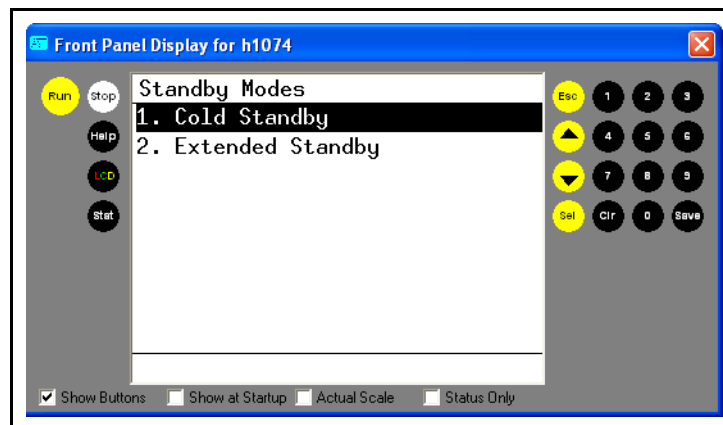 Front Panel Display for h1074
Run Stop
Help
LCD
Stat
Standby Modes
1. Cold Standby
2. Extended Standby
Esc 1 2 3
4 5 6
7 8 9
Sel Clr 0 Save
Show Buttons Show at Startup Actual Scale Status Only